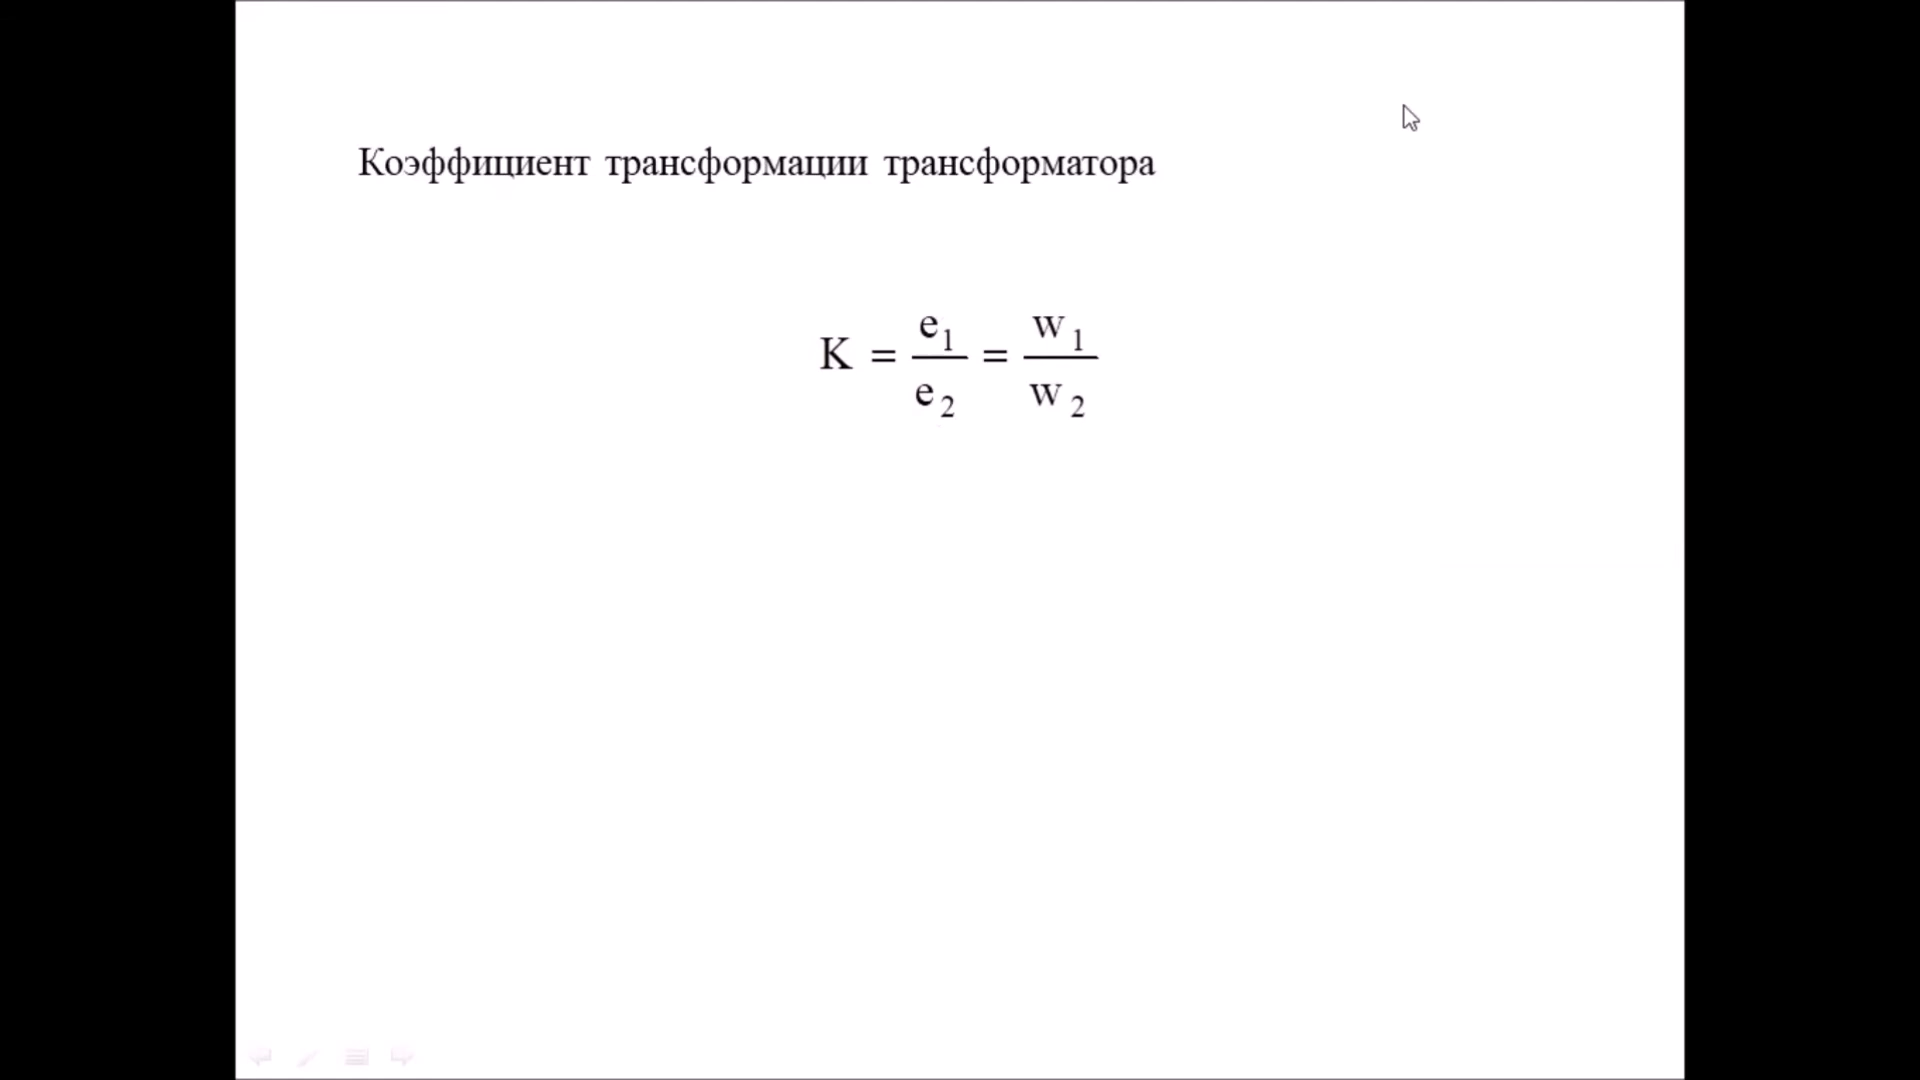 Коэффициент трансформации трансформатора
K = e₁/e₂ = w₁/w₂